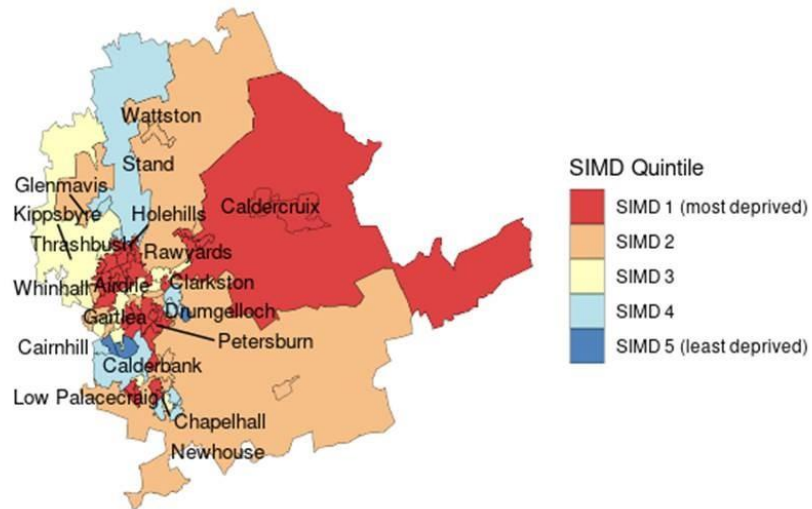 Wattston
Stand
Glenmavis
Kippsbyre
Holehills
Caldercruix
Thrashbush
Rawyards
Whinhall
Airdrie
Clarkston
Gartlea
Drumgelloch
Petersburn
Cairnhill
Calderbank
Low Palacecraig
Chapelhall
Newhouse
SIMD Quintile
SIMD 1 (most deprived)
SIMD 2
SIMD 3
SIMD 4
SIMD 5 (least deprived)